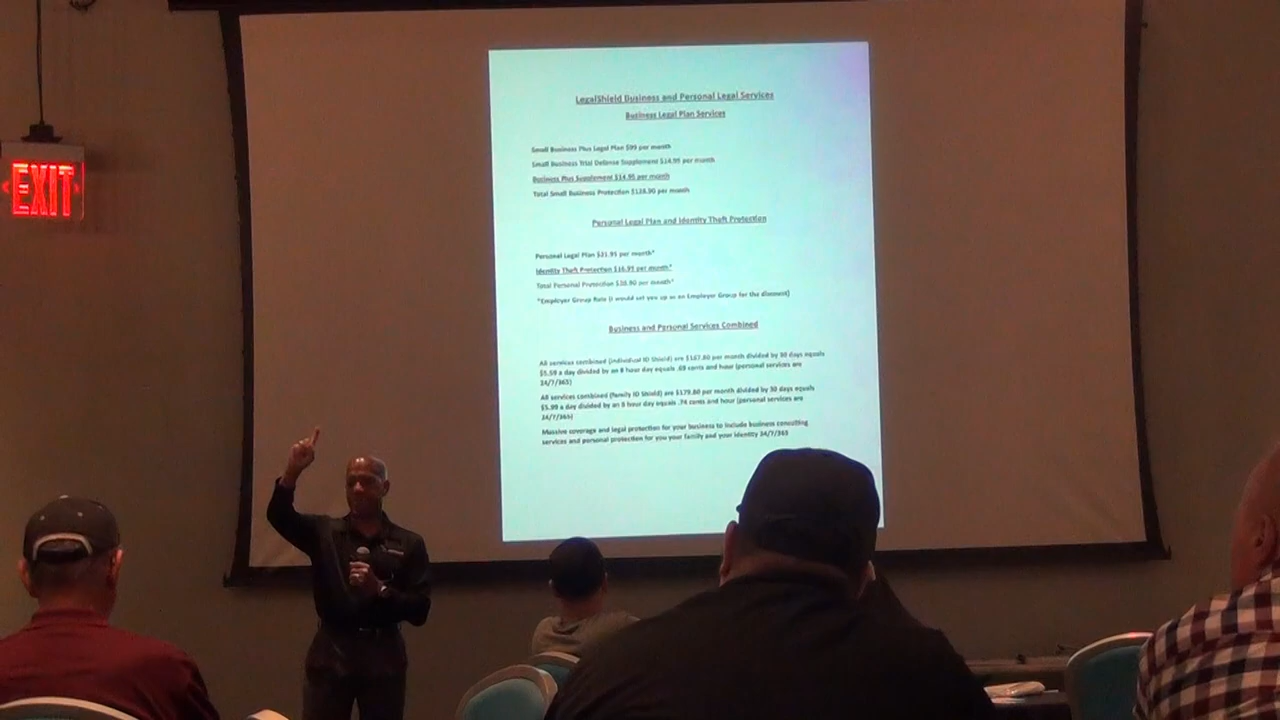 EXIT
LegalShield Business and Personal Legal Services
Business Legal Plan Services
Small Business Plus Legal Plan $99 per month
Small Business Trial Defense Supplement $14.95 per month
Business Plus Supplement $14.95 per month
Total Small Business Protection $128.90 per month
Personal Legal Plan and Identity Theft Protection
Personal Legal Plan $21.95 per month*
Identity Theft Protection $16.95 per month*
Total Personal Protection $38.90 per month*
*Employer Group Rate (I would set you up as an Employer Group for the discount)
Business and Personal Services Combined
All services combined (individual ID Shield) are $167.80 per month divided by 30 days equals
$5.59 a day divided by an 8 hour day equals .69 cents and hour (personal services are
24/7/365)
All services combined (family ID Shield) are $179.80 per month divided by 30 days equals
$5.99 a day divided by an 8 hour day equals .74 cents and hour (personal services are
24/7/365)
Massive coverage and legal protection for your business to include business consulting
services and personal protection for you your family and your identity 24/7/365